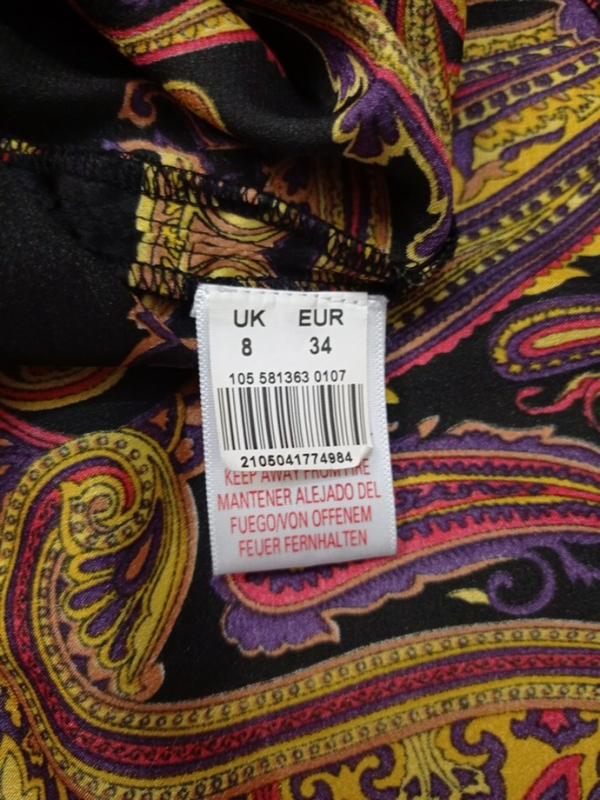 UK EUR
8 34
105 581363 0107
2105041774984
KEEP AWAY FROM FIRE
MANTENER ALEJADO DEL
FUEGO/VON OFFENEM
FEUER FERNHALTEN